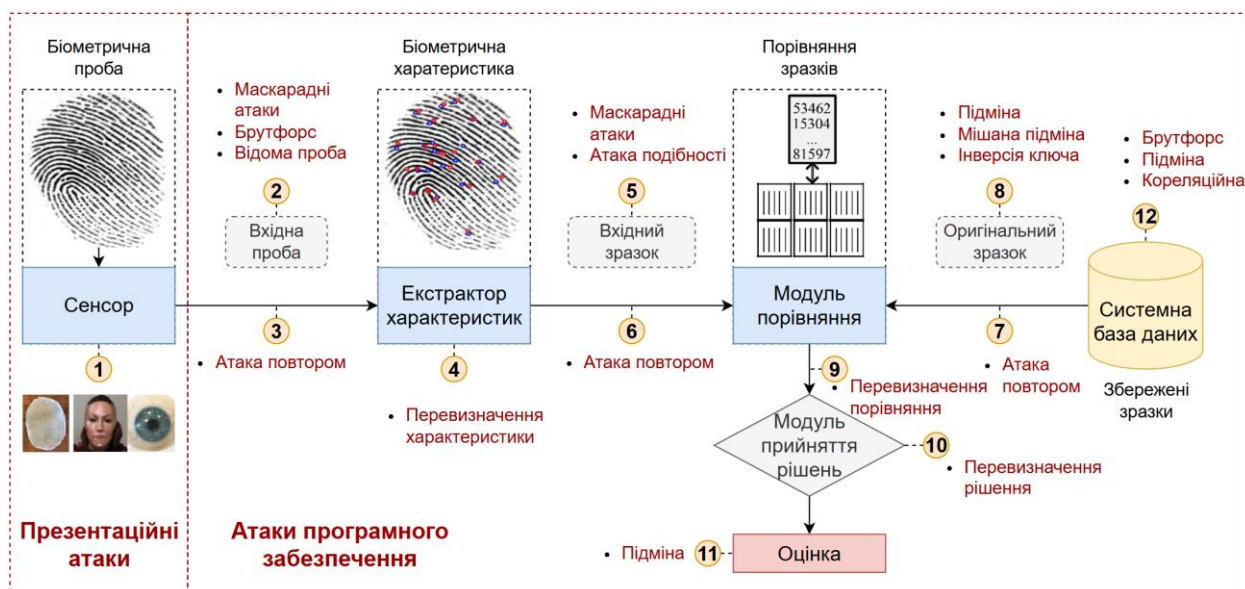 Біометрична
проба
Біометрична
харатеристика
Порівняння
зразків
• Маскарадні
атаки
• Брутфорс
• Відома проба
2
Вхідна
проба
• Маскарадні
атаки
• Атака подібності
5
Вхідний
зразок
53462
15304
...
81597
• Підміна
• Мішана підміна
• Інверсія ключа
8
Оригінальний
зразок
• Брутфорс
• Підміна
• Кореляційна
12
Сенсор
Екстрактор
характеристик
Модуль
порівняння
Системна
база даних
1
3
• Атака повтором
4
• Перевизначення
характеристики
6
• Атака повтором
7
• Атака
повтором
Збережені
зразки
9
• Перевизначення
порівняння
Модуль
прийняття
рішень
10
• Перевизначення
рішення
Презентаційні
атаки
Атаки програмного
забезпечення
• Підміна
11
Оцінка